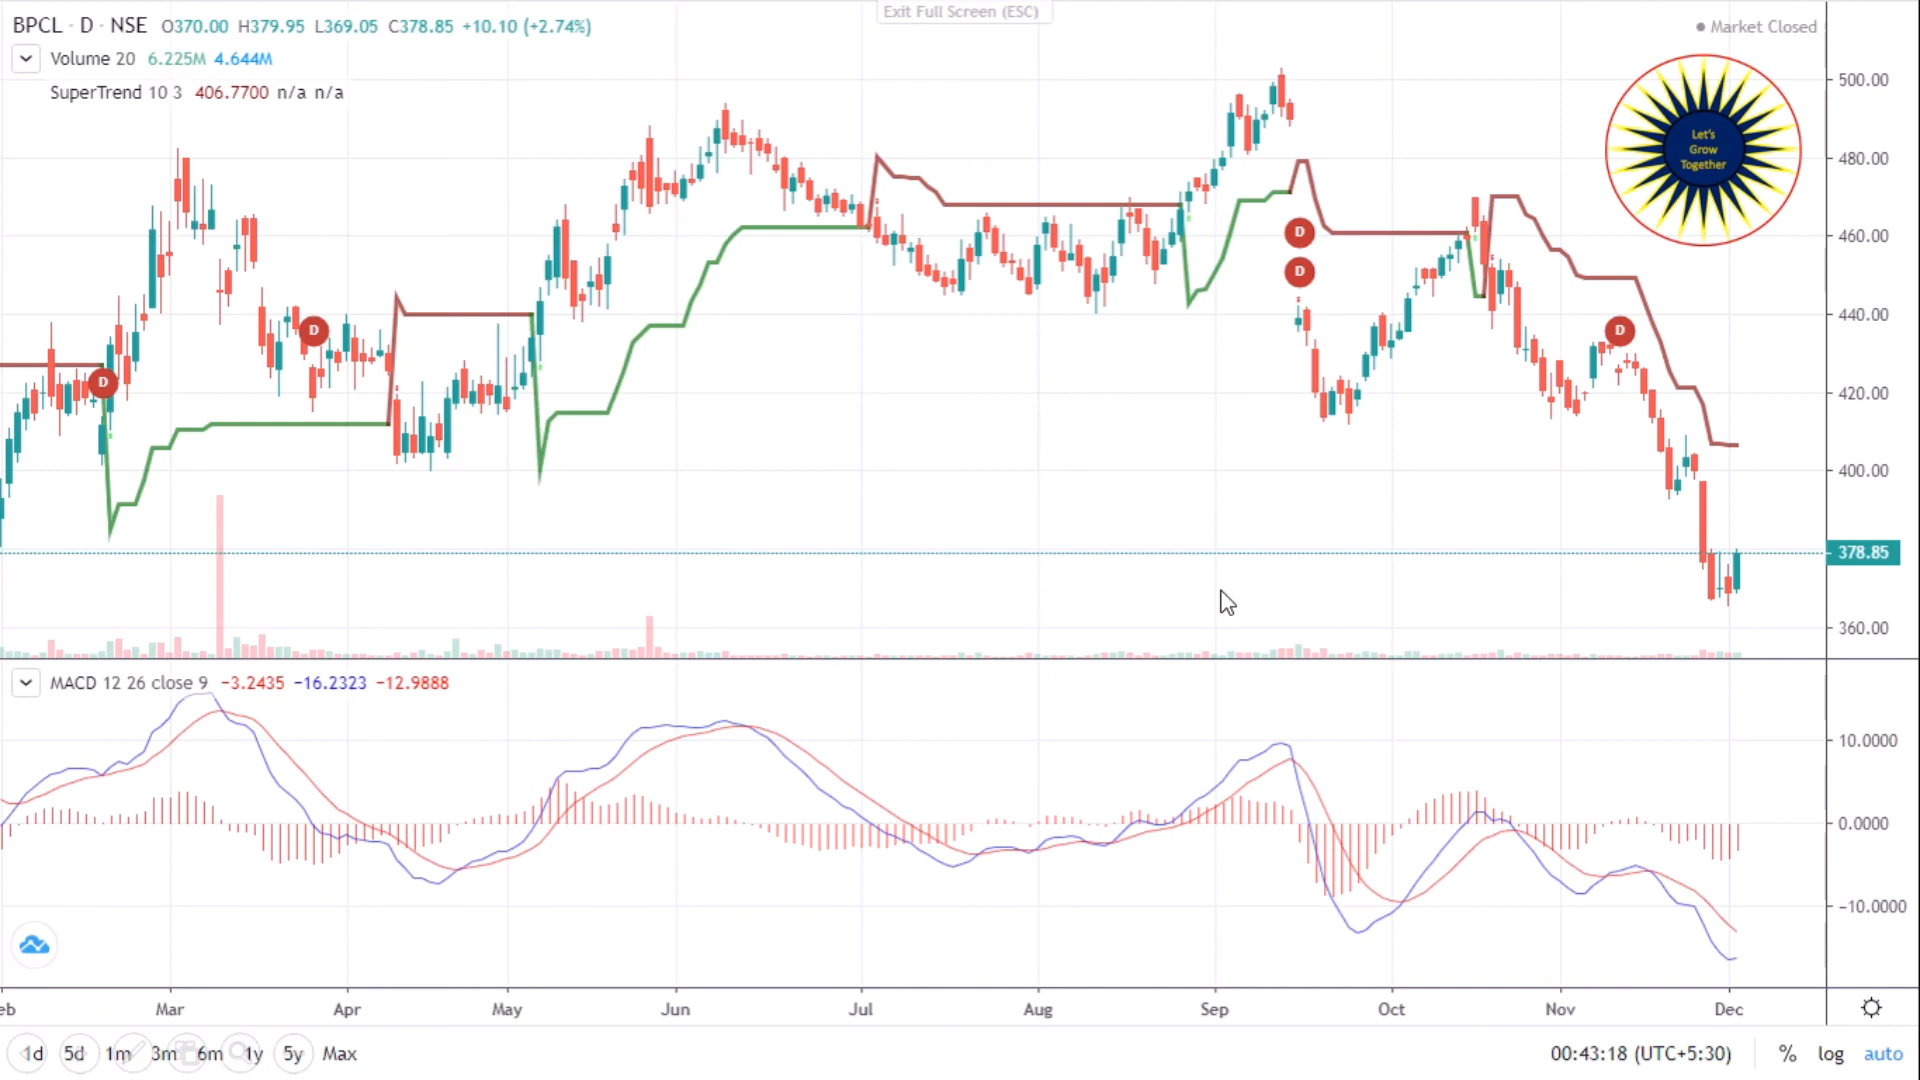 Exit Full Screen (ESC)
BPCL · D · NSE O370.00 H379.95 L369.05 C378.85 +10.10 (+2.74%)
Market Closed
Volume 20 6.225M 4.644M
SuperTrend 10 3 406.7700 n/a n/a
Let's
Grow
Together
500.00
480.00
460.00
440.00
420.00
400.00
378.85
360.00
D
D
D
D
D
MACD 12 26 close 9 −3.2435 −16.2323 −12.9888
10.0000
0.0000
−10.0000
eb Mar Apr May Jun Jul Aug Sep Oct Nov Dec
1d 5d 1m 3m 6m 1y 5y Max 00:43:18 (UTC+5:30) % log auto